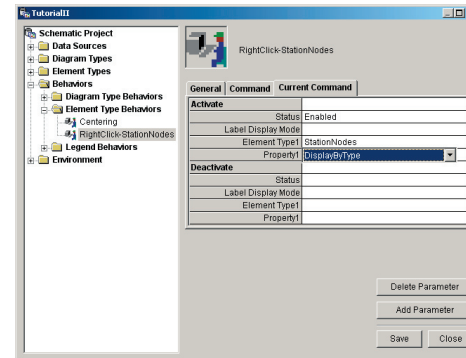 TutorialII
Schematic Project
Data Sources
Diagram Types
Element Types
Behaviors
Diagram Type Behaviors
Element Type Behaviors
Centering
RightClick-StationNodes
Legend Behaviors
Environment
RightClick-StationNodes
General Command Current Command
Activate
Status Enabled
Label Display Mode
Element Type1 StationNodes
Property1 DisplayByType
Deactivate
Status
Label Display Mode
Element Type1
Property1
Delete Parameter
Add Parameter
Save Close